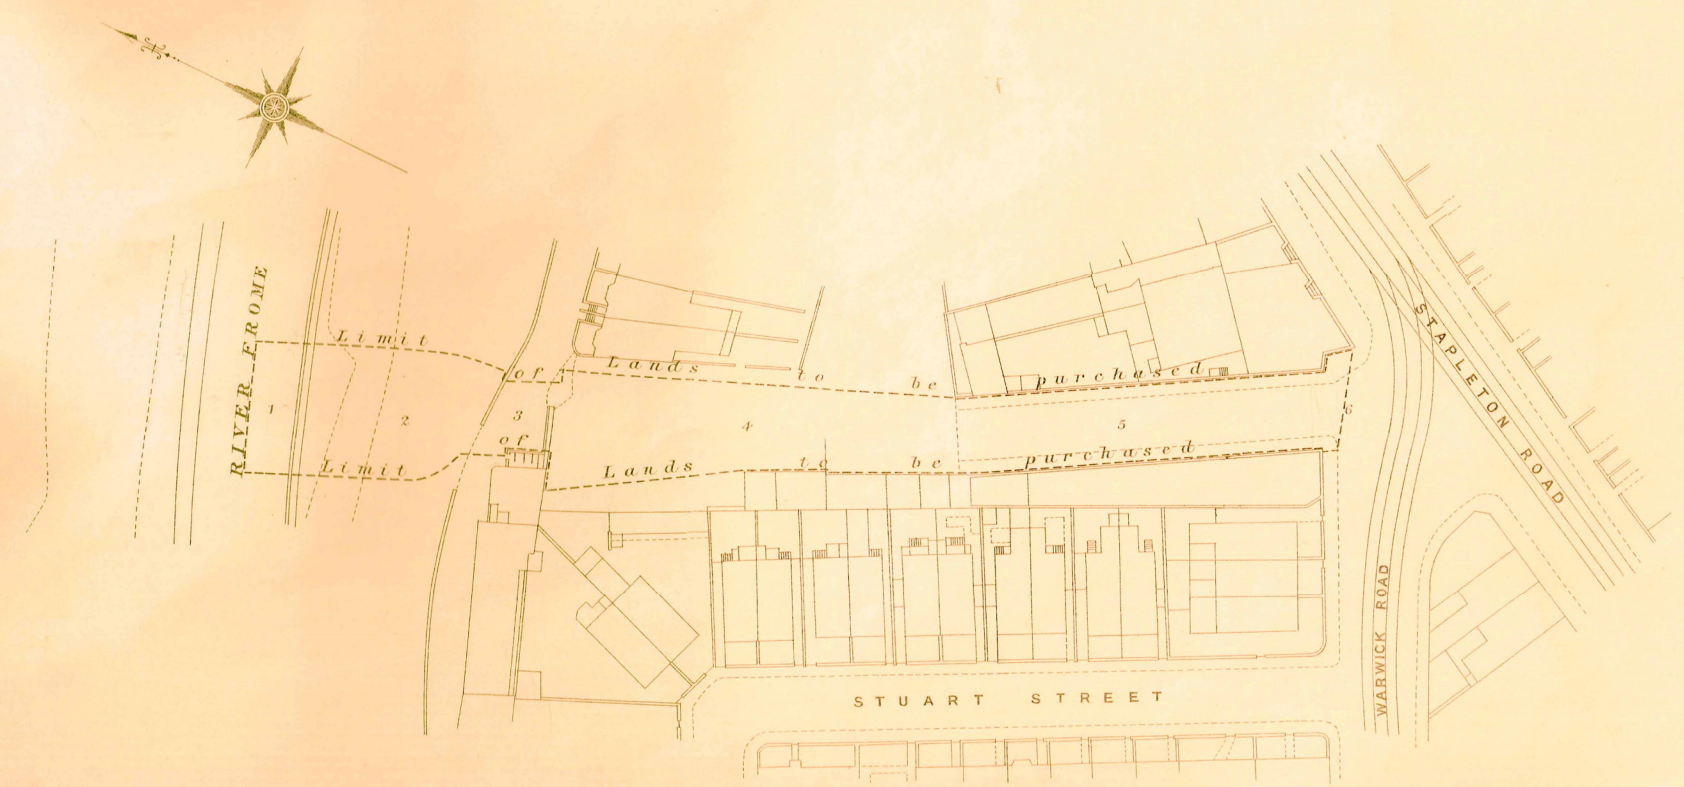 RIVER FROME
Limit of Lands to be purchased
1
2
3
4
5
6
Limit of Lands to be purchased
STAPLETON ROAD
WARWICK ROAD
STUART STREET